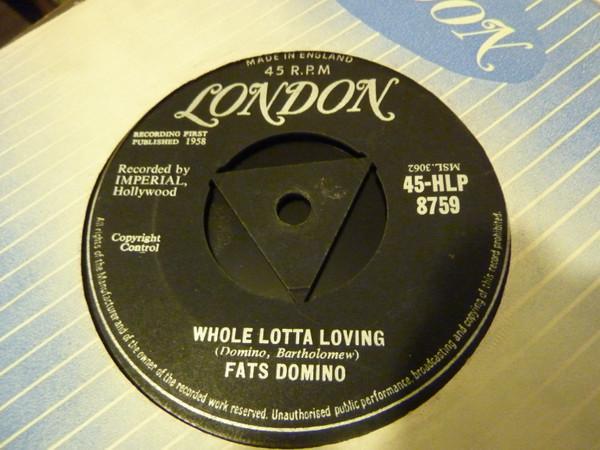 DON
MADE IN ENGLAND
45 R.P.M
LONDON
RECORDING FIRST
PUBLISHED 1958
Recorded by
IMPERIAL,
Hollywood
MSL.3062
45-HLP
8759
Copyright
Control
WHOLE LOTTA LOVING
(Domino, Bartholomew)
FATS DOMINO
All rights of the Manufacturer and of the owner of the recorded work reserved. Unauthorised public performance, broadcasting and copying of this record prohibited.